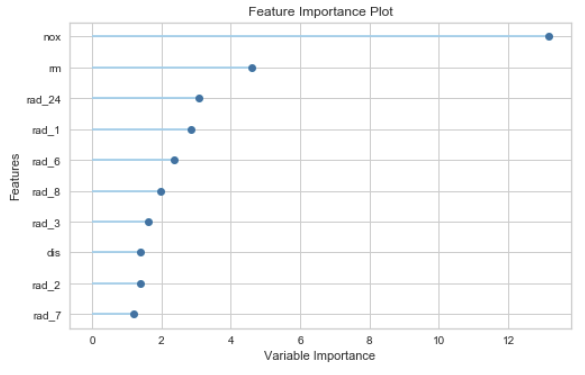 Feature Importance Plot
nox
rm
rad_24
rad_1
rad_6
rad_8
rad_3
dis
rad_2
rad_7
Features
0 2 4 6 8 10 12
Variable Importance